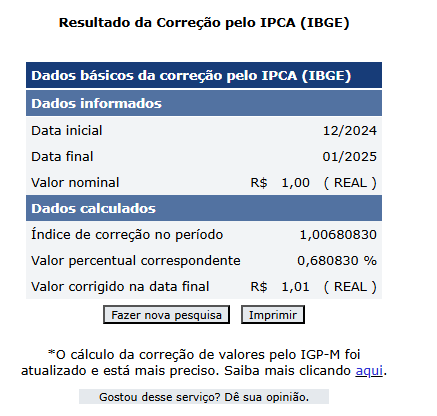 Resultado da Correção pelo IPCA (IBGE)
Dados básicos da correção pelo IPCA (IBGE)
Dados informados
Data inicial 12/2024
Data final 01/2025
Valor nominal R$ 1,00 ( REAL )
Dados calculados
Índice de correção no período 1,00680830
Valor percentual correspondente 0,680830 %
Valor corrigido na data final R$ 1,01 ( REAL )
Fazer nova pesquisa Imprimir
*O cálculo da correção de valores pelo IGP-M foi
atualizado e está mais preciso. Saiba mais clicando aqui.
Gostou desse serviço? Dê sua opinião.